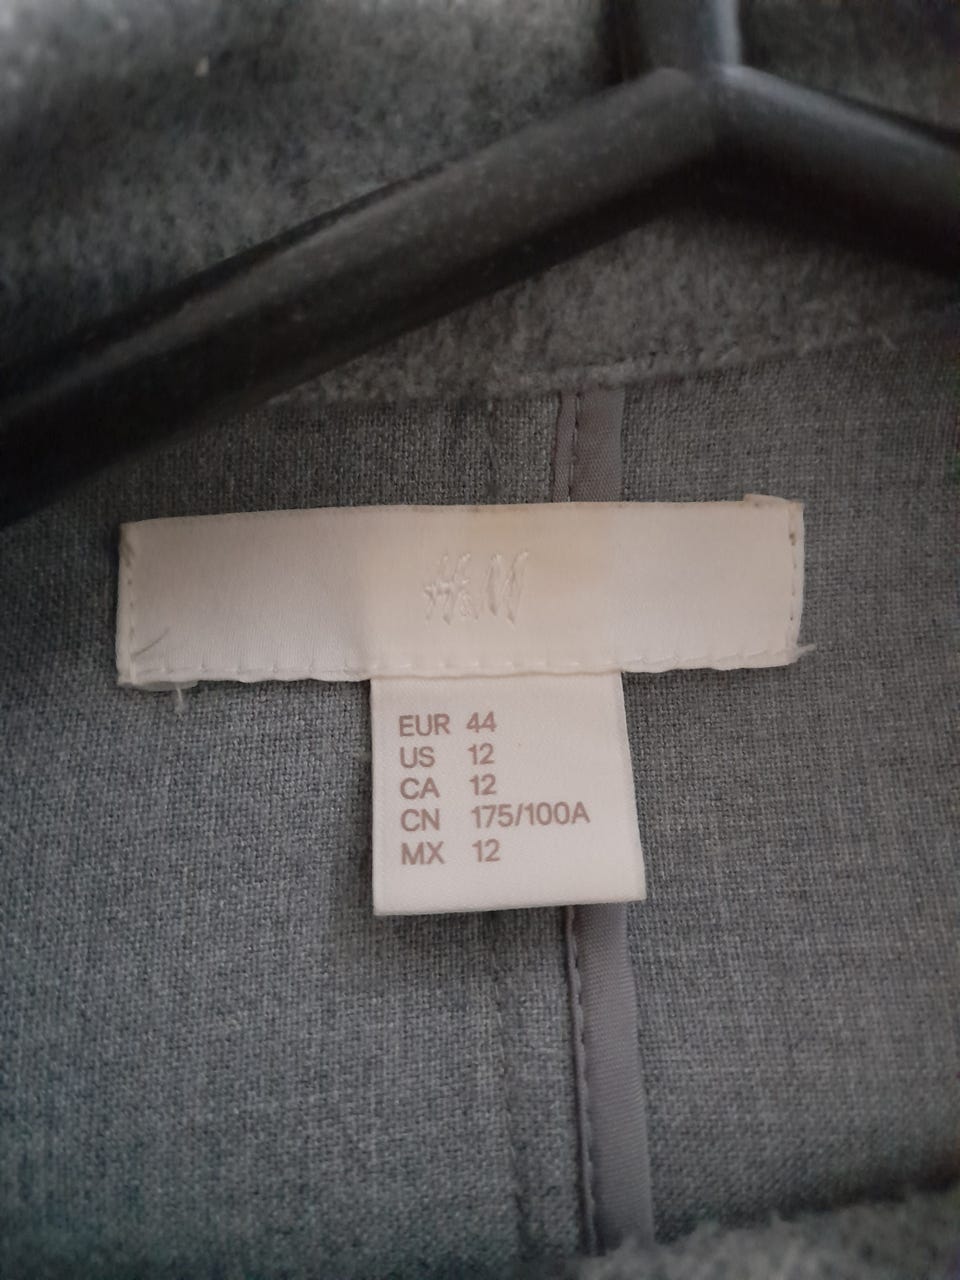 H&M
EUR 44
US 12
CA 12
CN 175/100A
MX 12